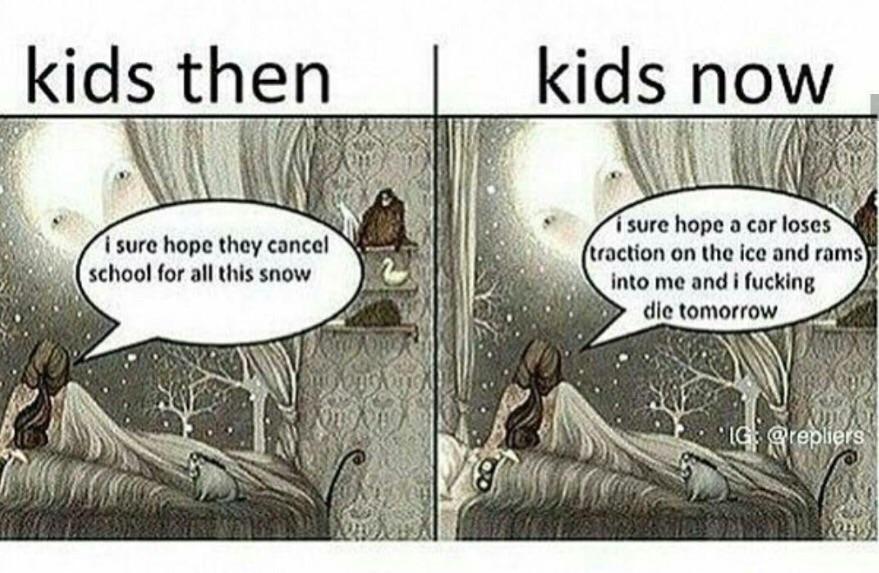 kids then
kids now
i sure hope they cancel
school for all this snow
i sure hope a car loses
traction on the ice and rams
into me and i fucking
die tomorrow
IG: @repliers